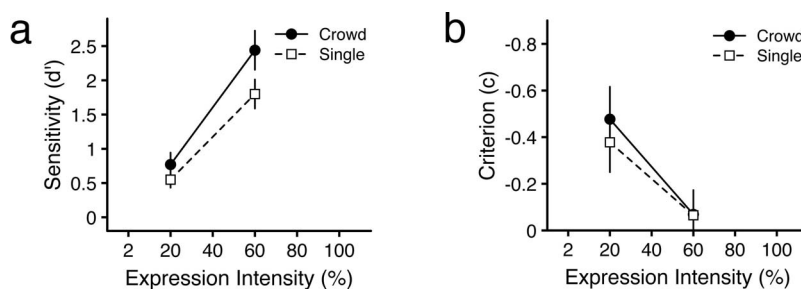 a
Crowd
Single
Sensitivity (d')
2.5
2
1.5
1
0.5
0
2 20 40 60 80 100
Expression Intensity (%)
b
Crowd
Single
Criterion (c)
-0.8
-0.6
-0.4
-0.2
0
2 20 40 60 80 100
Expression Intensity (%)